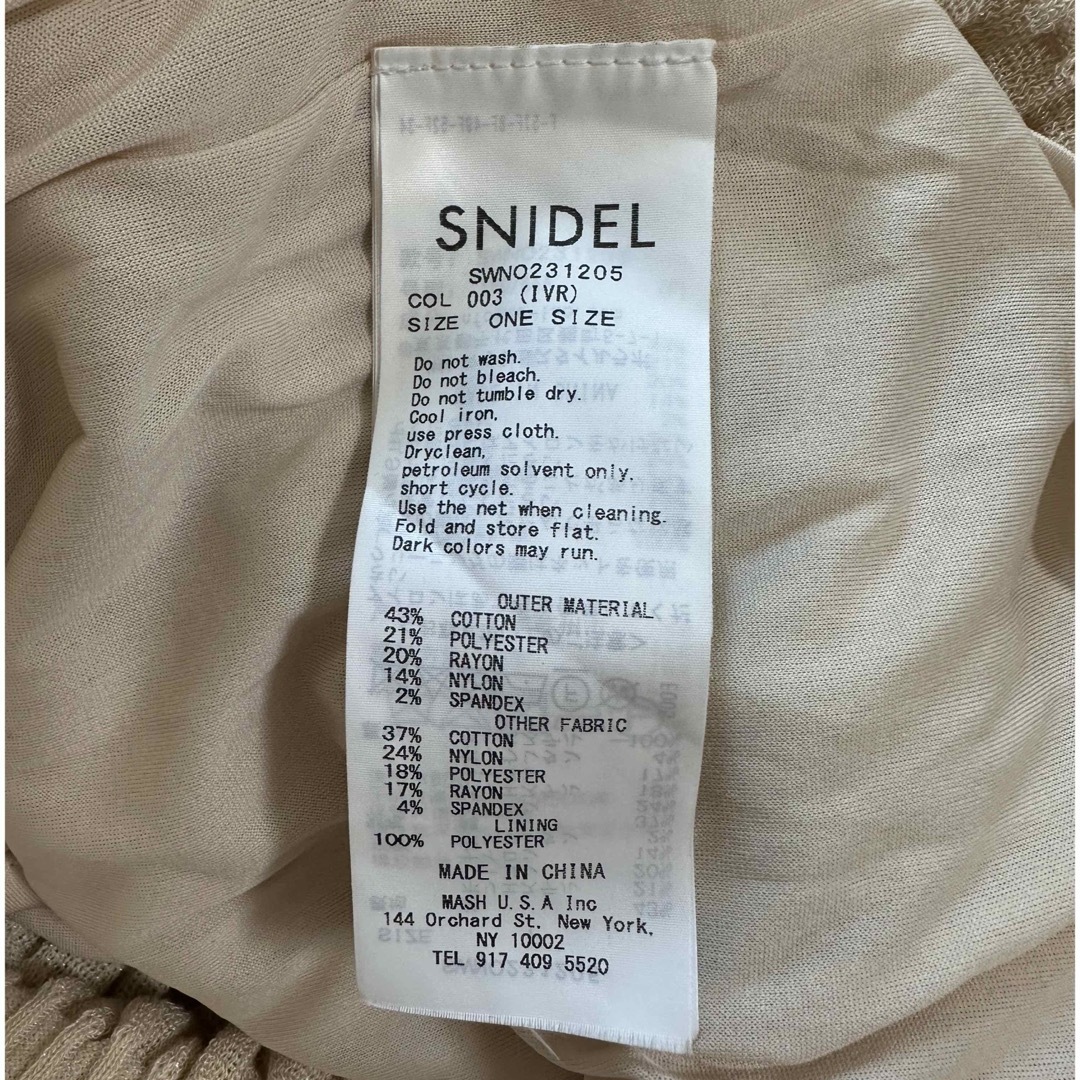 SNIDEL
SWNO231205
COL 003 (IVR)
SIZE ONE SIZE
Do not wash.
Do not bleach.
Do not tumble dry.
Cool iron,
use press cloth.
Dryclean,
petroleum solvent only.
short cycle.
Use the net when cleaning.
Fold and store flat.
Dark colors may run.
OUTER MATERIAL
43% COTTON
21% POLYESTER
20% RAYON
14% NYLON
2% SPANDEX
OTHER FABRIC
37% COTTON
24% NYLON
18% POLYESTER
17% RAYON
4% SPANDEX
LINING
100% POLYESTER
MADE IN CHINA
MASH U.S.A Inc
144 Orchard St. New York,
NY 10002
TEL 917 409 5520